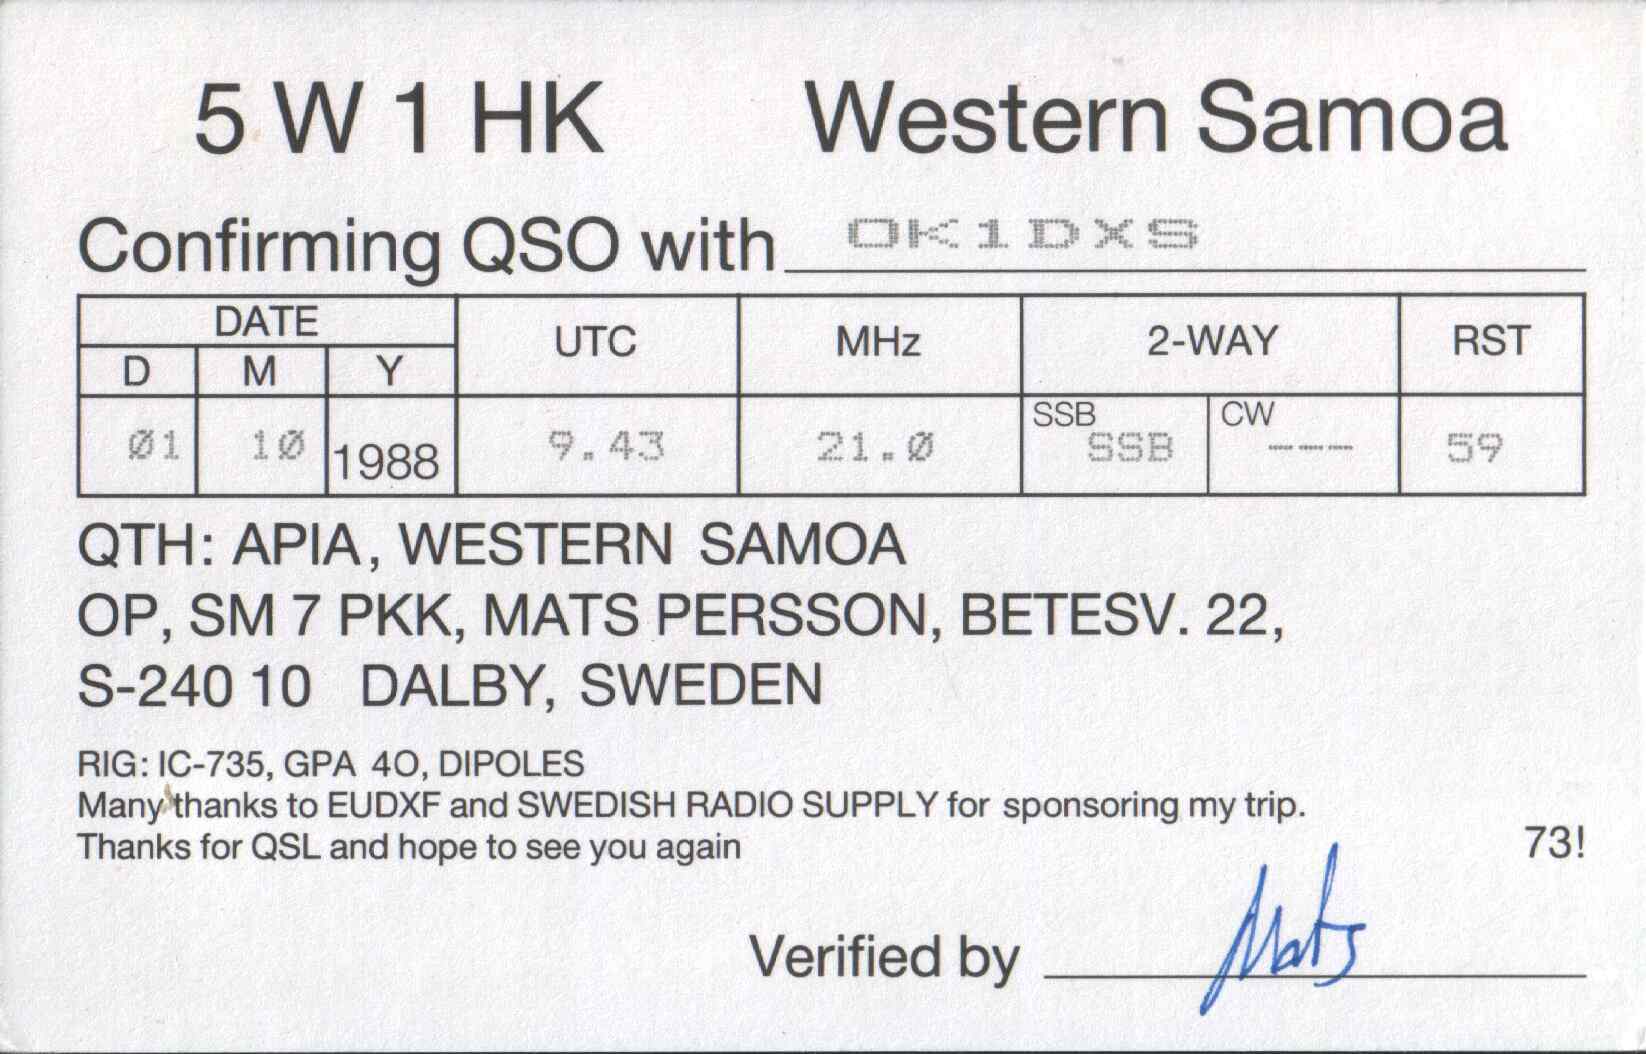 5 W 1 HK Western Samoa
Confirming QSO with OK1DXS
DATE UTC MHz 2-WAY RST
D M Y
SSB CW
Ø1 1Ø 1988 9.43 21.Ø SSB --- 59
QTH: APIA, WESTERN SAMOA
OP, SM 7 PKK, MATS PERSSON, BETESV. 22,
S-240 10 DALBY, SWEDEN
RIG: IC-735, GPA 4O, DIPOLES
Many thanks to EUDXF and SWEDISH RADIO SUPPLY for sponsoring my trip.
Thanks for QSL and hope to see you again 73!
Verified by Mats